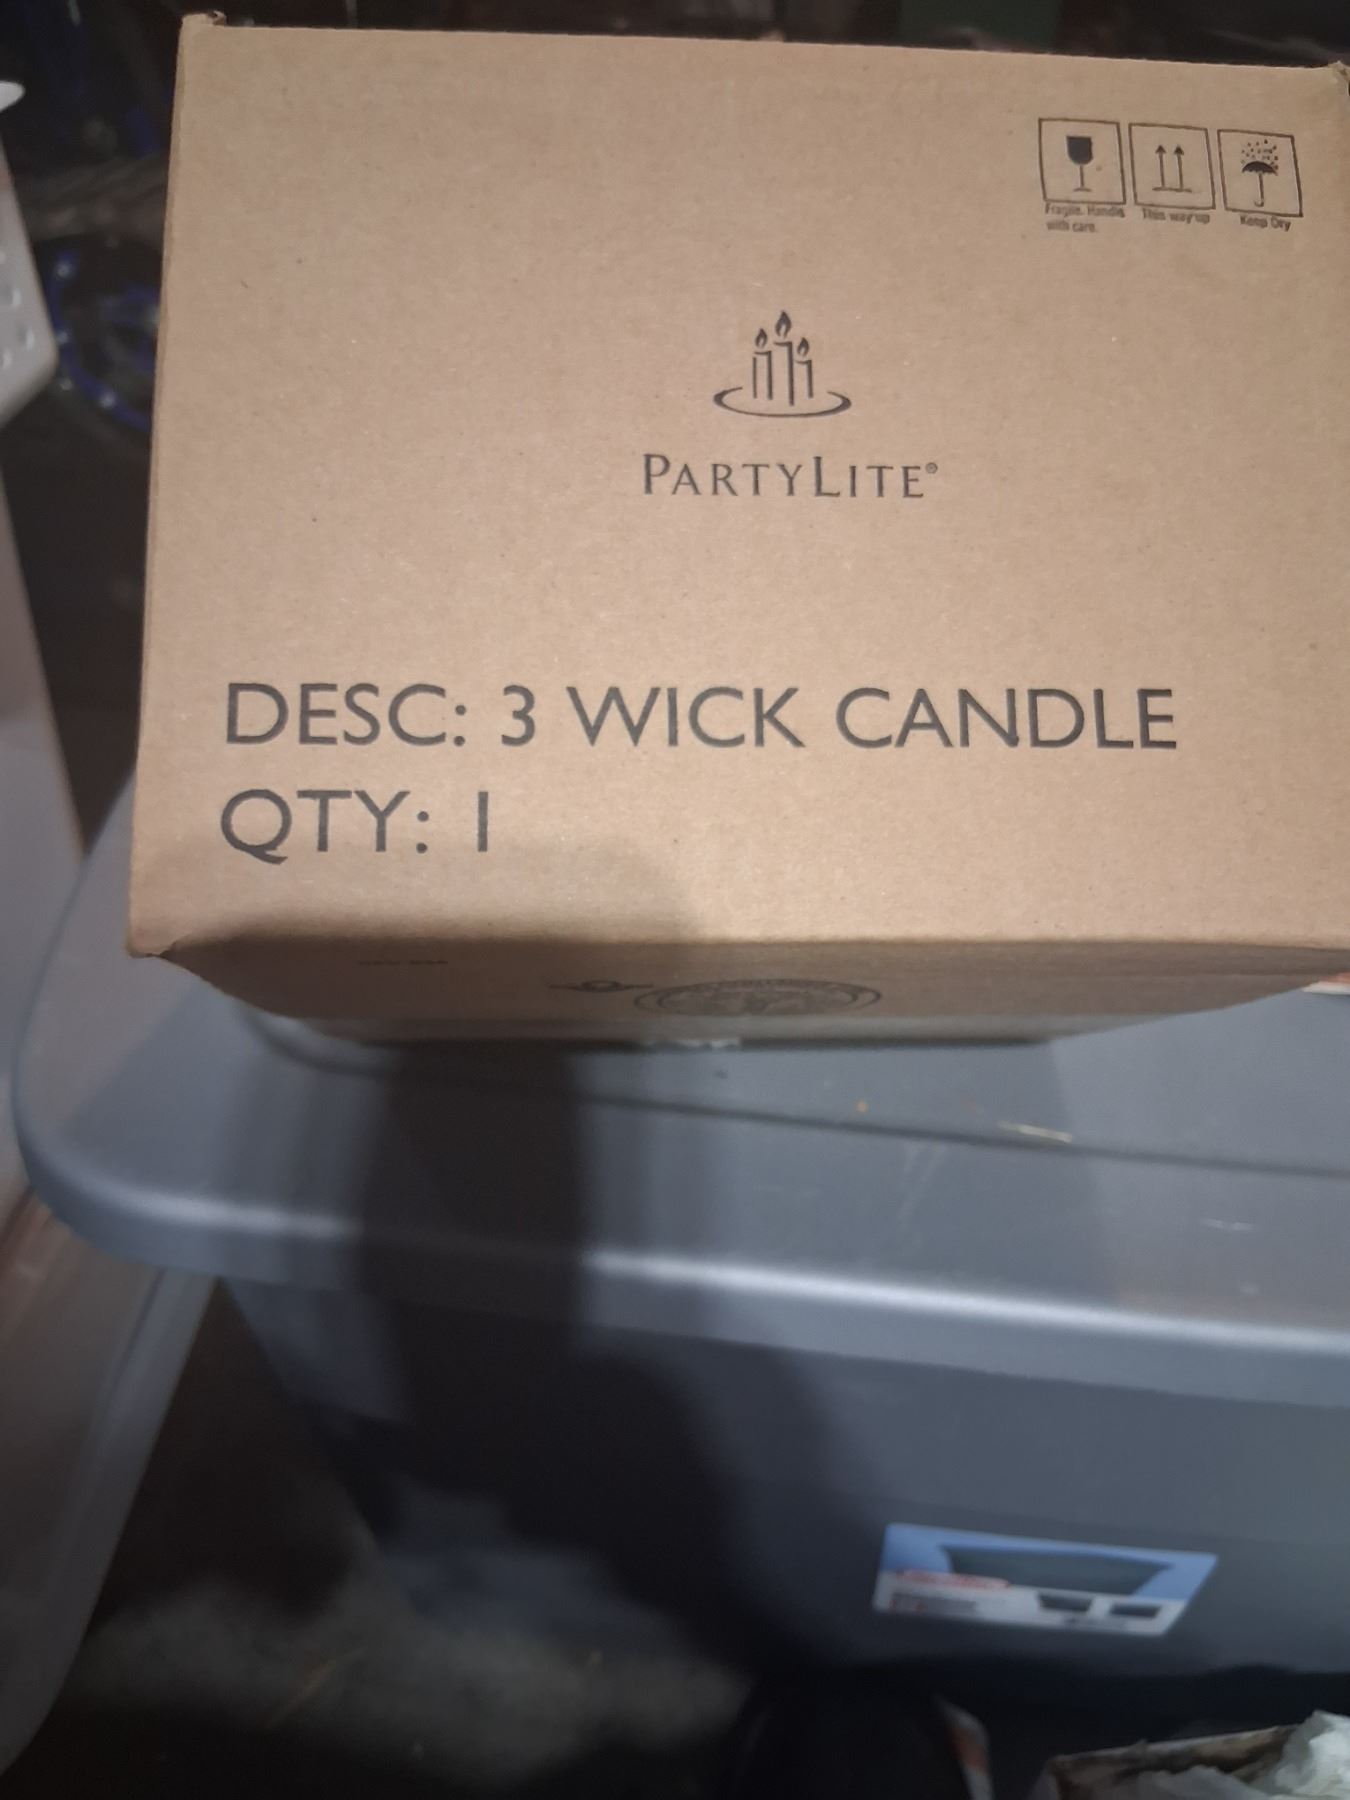 Fragile. Handle This way up Keep Dry
with care.
PARTYLITE®
DESC: 3 WICK CANDLE
QTY: 1